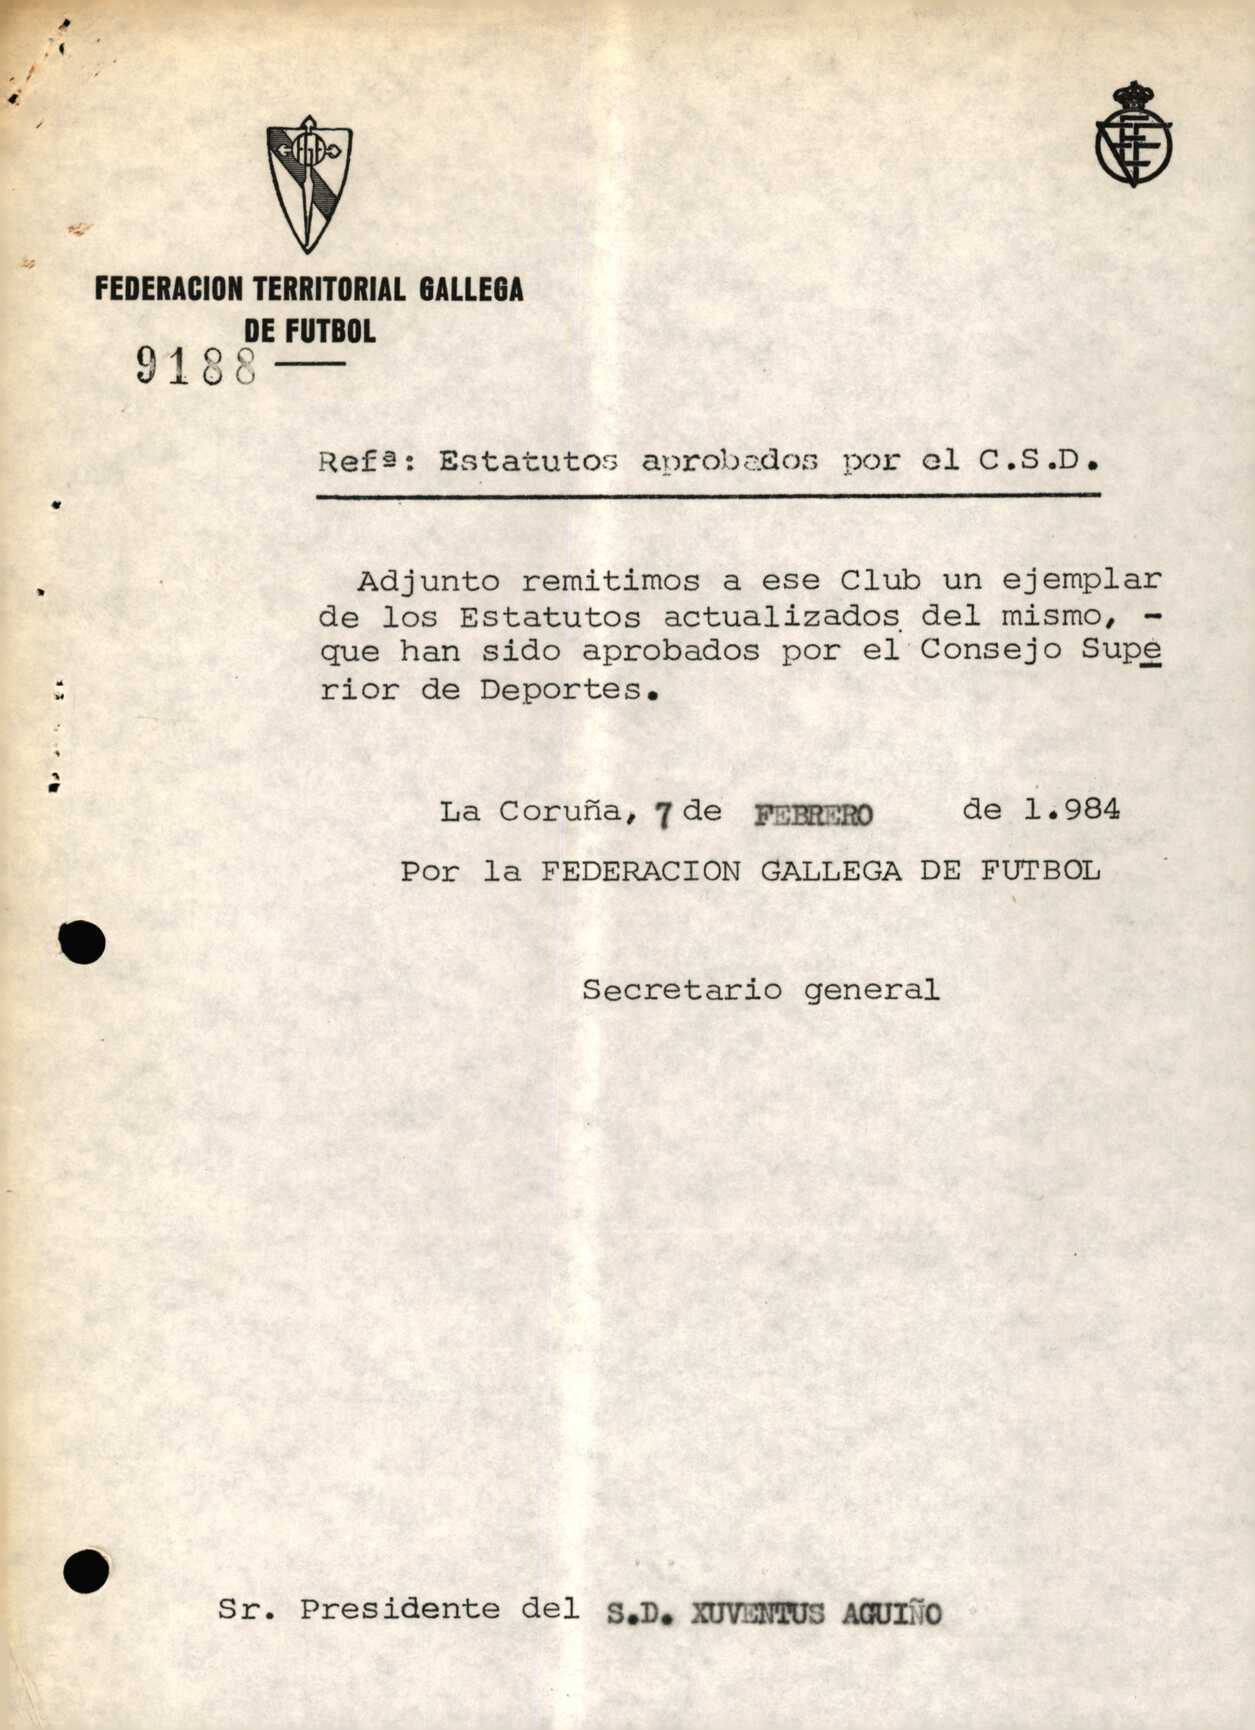 FEDERACION TERRITORIAL GALLEGA
DE FUTBOL
9188
Refª: Estatutos aprobados por el C.S.D.
Adjunto remitimos a ese Club un ejemplar
de los Estatutos actualizados del mismo, -
que han sido aprobados por el Consejo Supe
rior de Deportes.
La Coruña, 7 de FEBRERO de 1.984
Por la FEDERACION GALLEGA DE FUTBOL
Secretario general
Sr. Presidente del S.D. XUVENTUS AGUIÑO